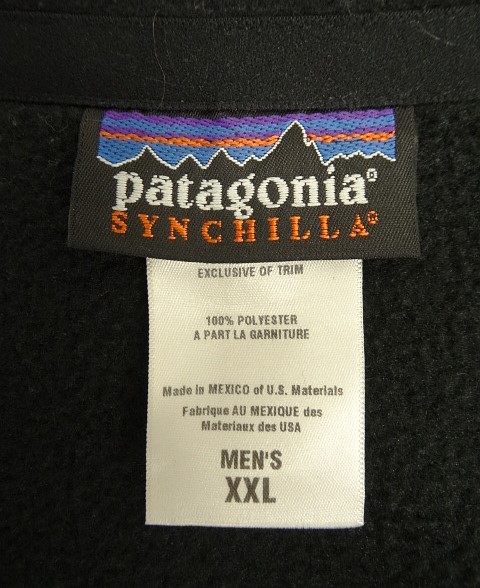 patagonia®
SYNCHILLA®
EXCLUSIVE OF TRIM
100% POLYESTER
A PART LA GARNITURE
Made in MEXICO of U.S. Materials
Fabrique AU MEXIQUE des
Materiaux des USA
MEN'S
XXL